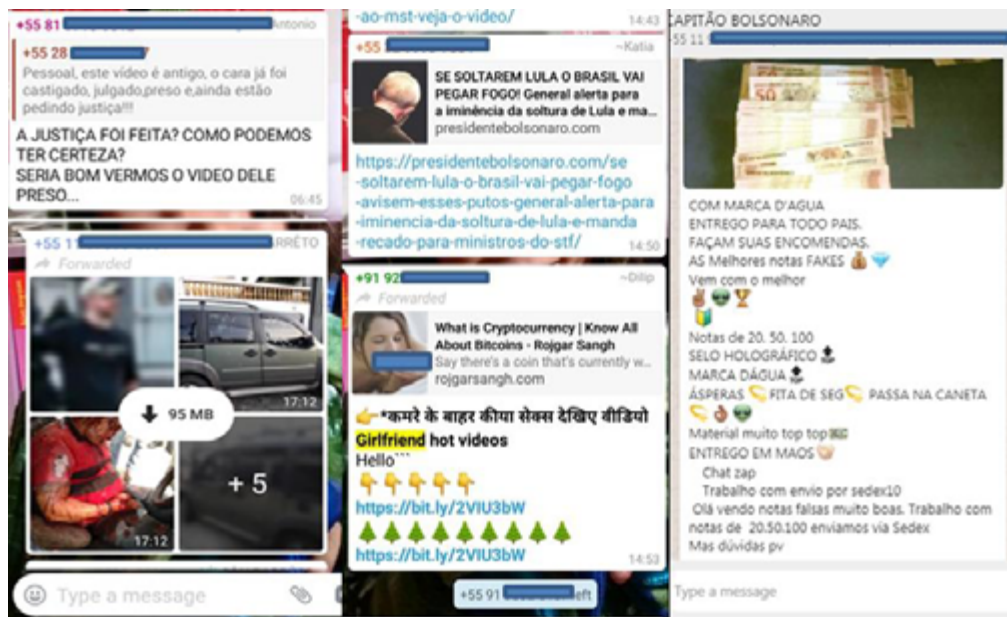 +55 81
Antonio
+55 28
Pessoal, este vídeo é antigo, o cara já foi
castigado, julgado,preso e,ainda estão
pedindo justiça!!!
A JUSTIÇA FOI FEITA? COMO PODEMOS
TER CERTEZA?
SERIA BOM VERMOS O VIDEO DELE
PRESO...
06:45
+55 11
RRÊTO
Forwarded
17:12
95 MB
+ 5
17:12
Type a message
-ao-mst-veja-o-video/
14:43
+55
~Katia
SE SOLTAREM LULA O BRASIL VAI
PEGAR FOGO! General alerta para
a iminência da soltura de Lula e ma...
presidentebolsonaro.com
https://presidentebolsonaro.com/se
-soltarem-lula-o-brasil-vai-pegar-fogo
-avisem-esses-putos-general-alerta-para
-iminencia-da-soltura-de-lula-e-manda
-recado-para-ministros-do-stf/
14:50
+91 92
~Dilip
Forwarded
What is Cryptocurrency | Know All
About Bitcoins - Rojgar Sangh
Say there's a coin that's currently w...
rojgarsangh.com
👉*कमरे के बाहर कीया सेक्स देखिए वीडियो
Girlfriend hot videos
Hello```
👇👇👇👇👇
https://bit.ly/2VIU3bW
🌲🌲🌲🌲🌲🌲🌲🌲🌲
https://bit.ly/2VIU3bW
14:53
+55 91
eft
CAPITÃO BOLSONARO
55 11
COM MARCA D'AGUA
ENTREGO PARA TODO PAIS.
FAÇAM SUAS ENCOMENDAS.
AS Melhores notas FAKES 💰💎
Vem com o melhor
Notas de 20. 50. 100
SELO HOLOGRÁFICO
MARCA DÁGUA
ÁSPERAS FITA DE SEG PASSA NA CANETA
Material muito top top
ENTREGO EM MAOS
Chat zap
Trabalho com envio por sedex10
Olá vendo notas falsas muito boas. Trabalho com
notas de 20.50.100 enviamos via Sedex
Mas dúvidas pv
Type a message